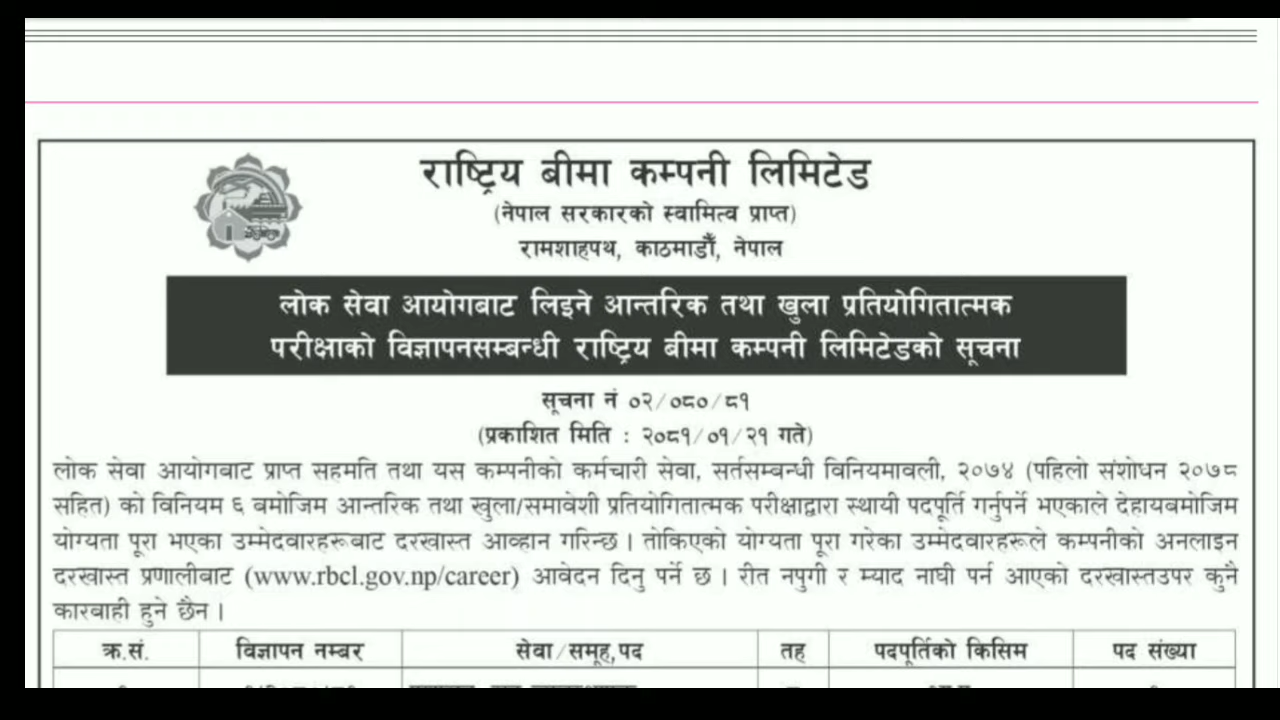 राष्ट्रिय बीमा कम्पनी लिमिटेड
(नेपाल सरकारको स्वामित्व प्राप्त)
रामशाहपथ, काठमाडौँ, नेपाल
लोक सेवा आयोगबाट लिइने आन्तरिक तथा खुला प्रतियोगितात्मक
परीक्षाको विज्ञापनसम्बन्धी राष्ट्रिय बीमा कम्पनी लिमिटेडको सूचना
सूचना नं ०२/०८०/८१
(प्रकाशित मिति : २०८१/०१/२१ गते)
लोक सेवा आयोगबाट प्राप्त सहमति तथा यस कम्पनीको कर्मचारी सेवा, सर्तसम्बन्धी विनियमावली, २०७४ (पहिलो संशोधन २०७८
सहित) को विनियम ६ बमोजिम आन्तरिक तथा खुला/समावेशी प्रतियोगितात्मक परीक्षाद्वारा स्थायी पदपूर्ति गर्नुपर्ने भएकाले देहायबमोजिम
योग्यता पूरा भएका उम्मेदवारहरूबाट दरखास्त आव्हान गरिन्छ । तोकिएको योग्यता पूरा गरेका उम्मेदवारहरूले कम्पनीको अनलाइन
दरखास्त प्रणालीबाट (www.rbcl.gov.np/career) आवेदन दिनु पर्ने छ । रीत नपुगी र म्याद नाघी पर्न आएको दरखास्तउपर कुनै
कारबाही हुने छैन ।
क्र.सं. विज्ञापन नम्बर सेवा/समूह,पद तह पदपूर्तिको किसिम पद संख्या